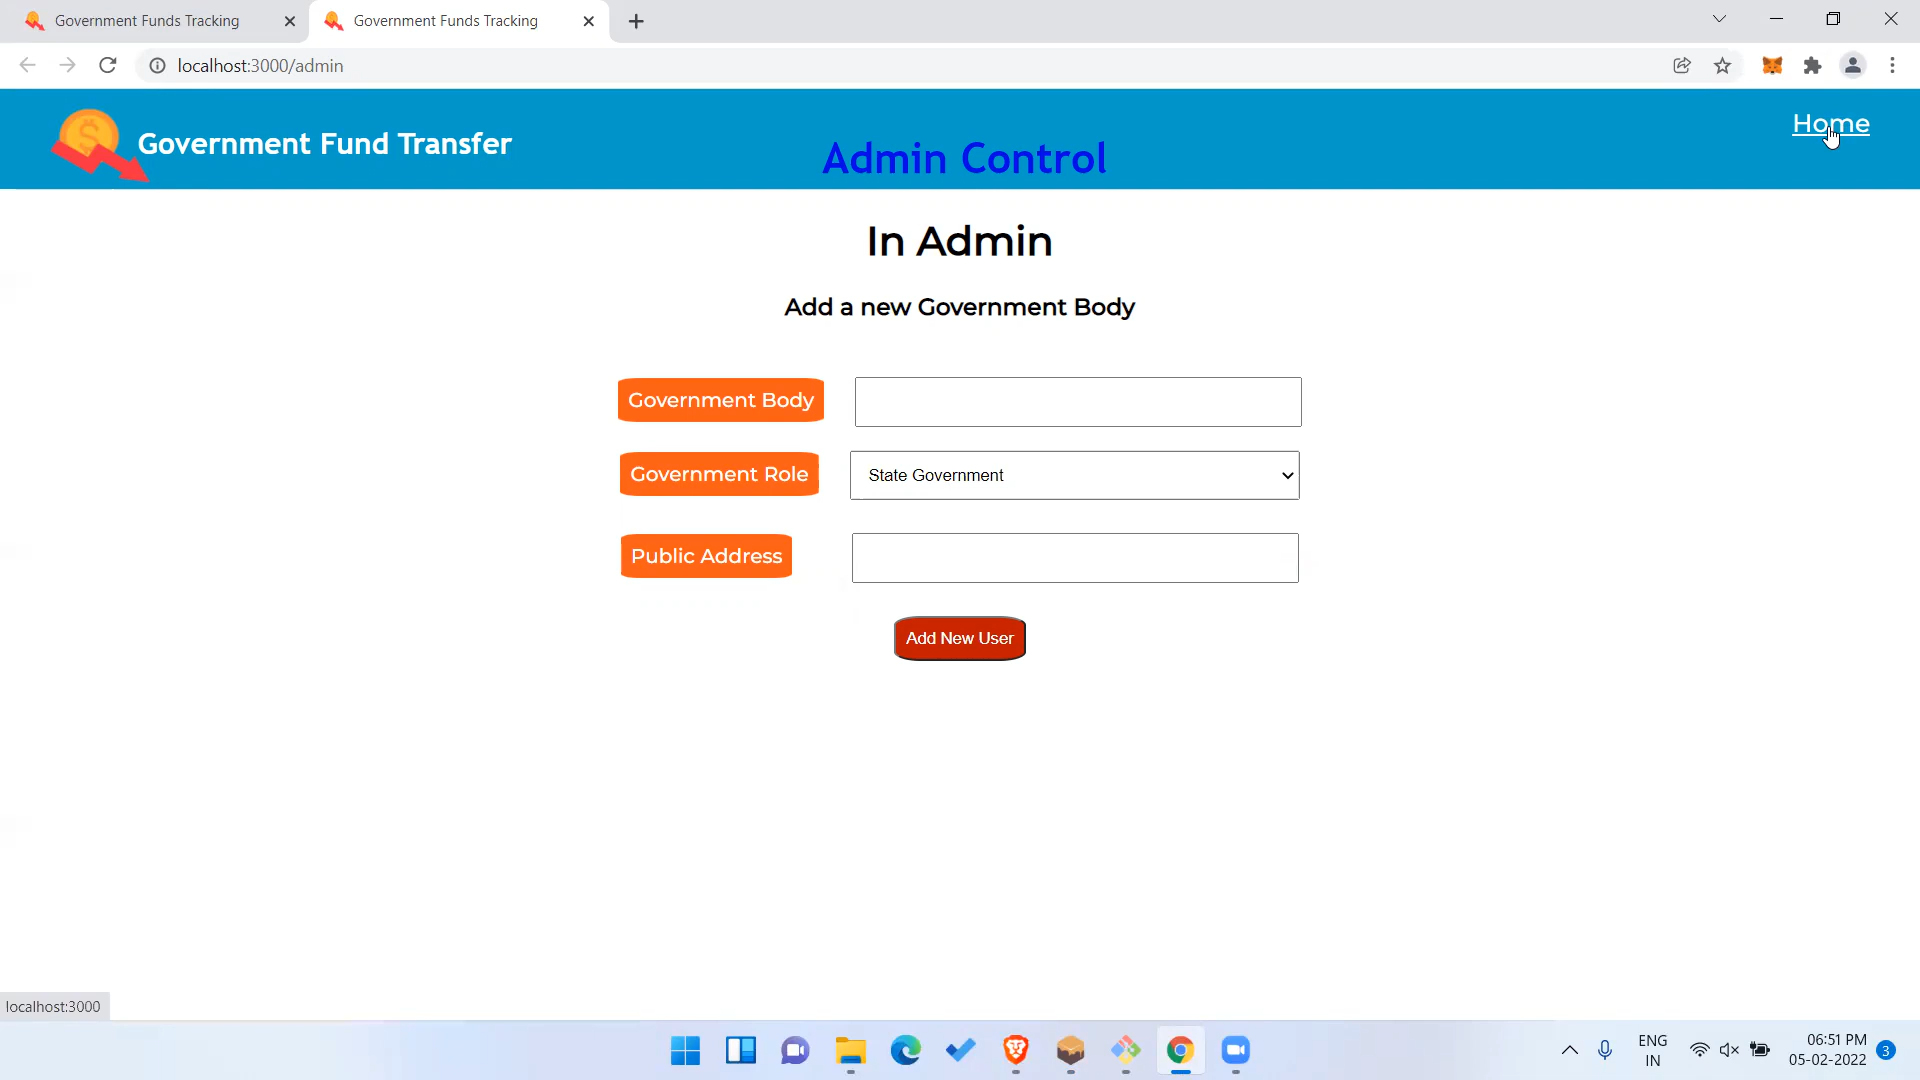 Government Funds Tracking
Government Funds Tracking
localhost:3000/admin
Government Fund Transfer
Admin Control
Home
In Admin
Add a new Government Body
Government Body
Government Role
State Government
Public Address
Add New User
localhost:3000
ENG
IN
06:51 PM
05-02-2022
3